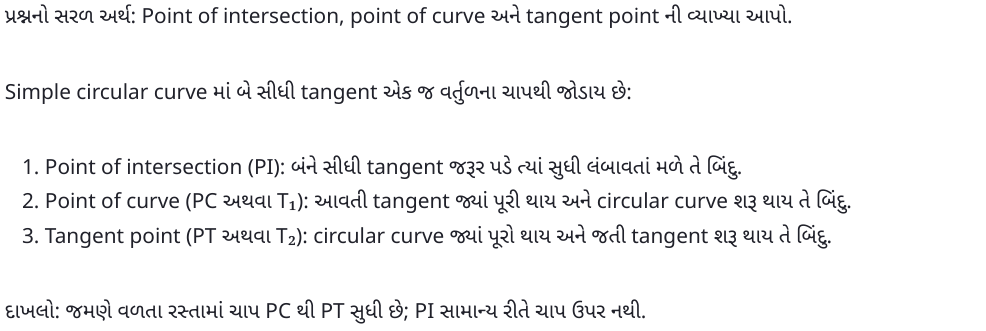 પ્રશ્નનો સરળ અર્થ: Point of intersection, point of curve અને tangent point ની વ્યાખ્યા આપો.
Simple circular curve માં બે સીધી tangent એક જ વર્તુળના ચાપથી જોડાય છે:
1. Point of intersection (PI): બંને સીધી tangent જરૂર પડે ત્યાં સુધી લંબાવતાં મળે તે બિંદુ.
2. Point of curve (PC અથવા T₁): આવતી tangent જ્યાં પૂરી થાય અને circular curve શરૂ થાય તે બિંદુ.
3. Tangent point (PT અથવા T₂): circular curve જ્યાં પૂરો થાય અને જતી tangent શરૂ થાય તે બિંદુ.
દાખલો: જમણે વળતા રસ્તામાં ચાપ PC થી PT સુધી છે; PI સામાન્ય રીતે ચાપ ઉપર નથી.